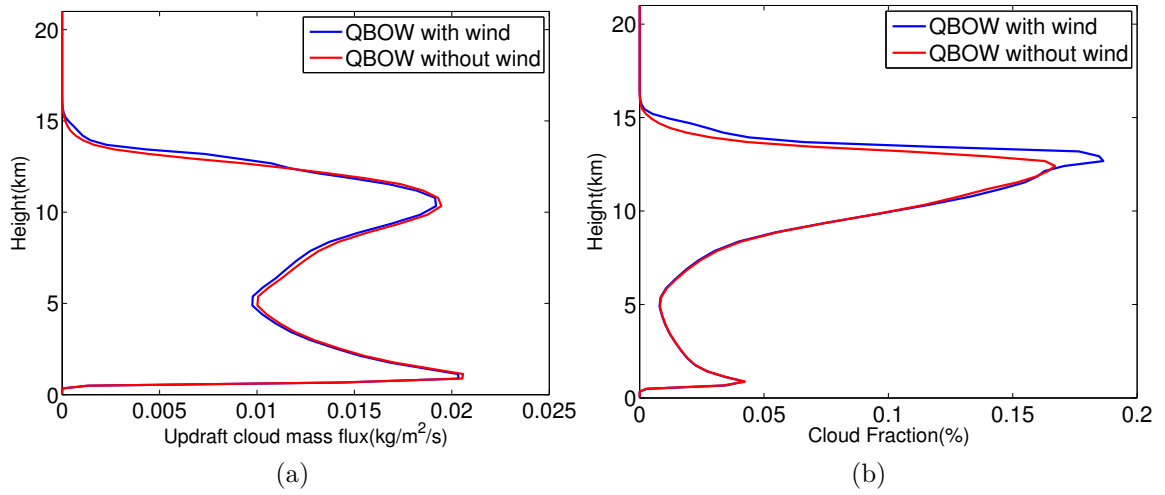 QBOW with wind
QBOW without wind
20
15
10
5
0
Height(km)
0 0.005 0.01 0.015 0.02 0.025
Updraft cloud mass flux(kg/m²/s)
(a)
QBOW with wind
QBOW without wind
20
15
10
5
0
Height(km)
0 0.05 0.1 0.15 0.2
Cloud Fraction(%)
(b)